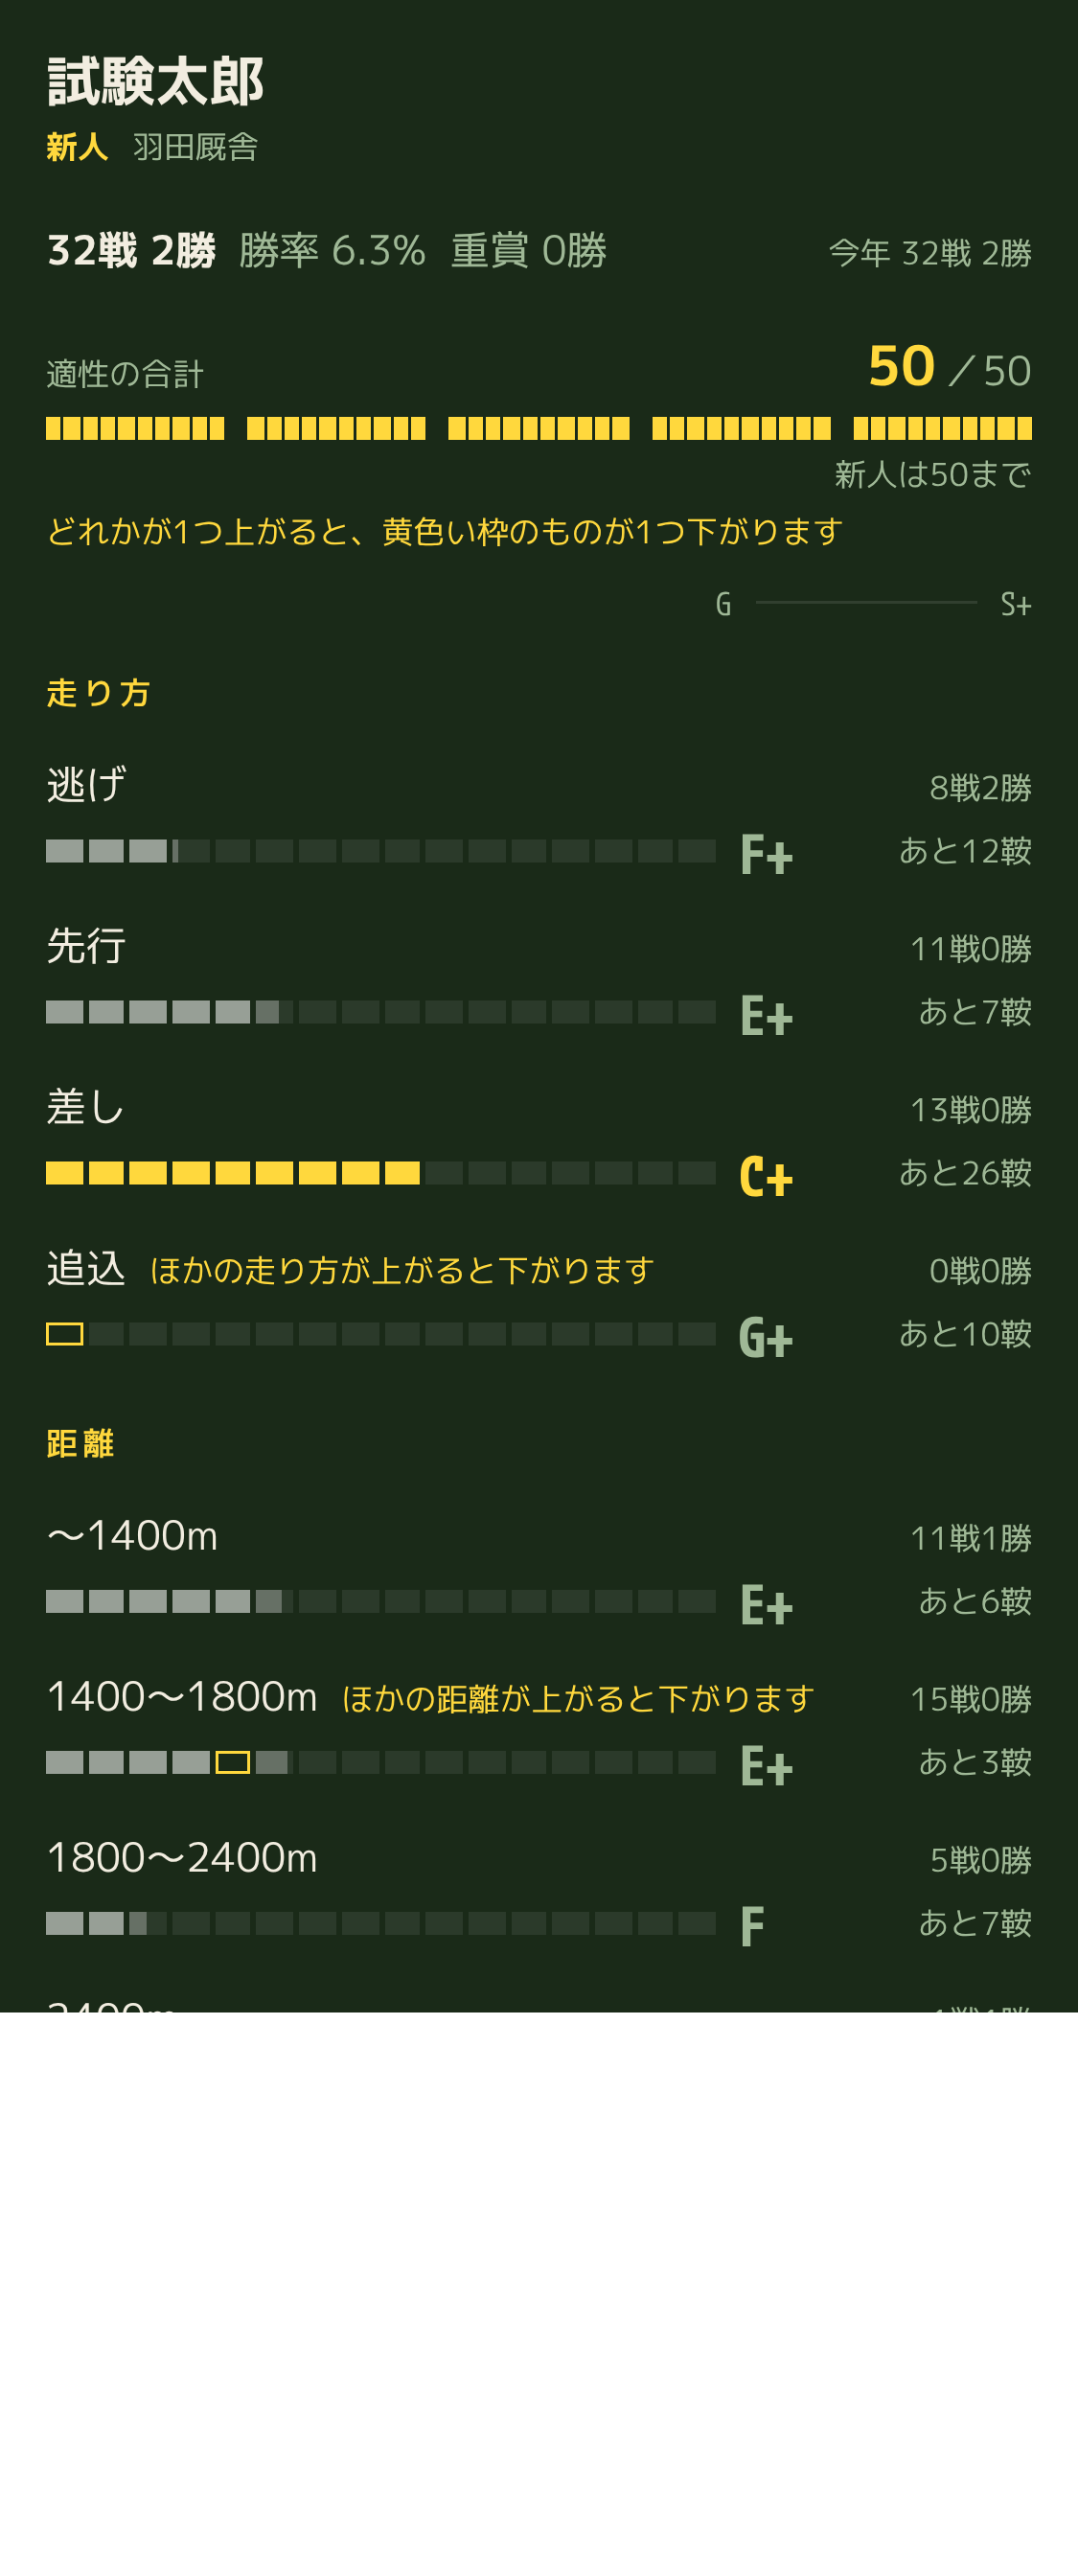 試験太郎
新人 羽田厩舎
32戦 2勝 勝率 6.3% 重賞 0勝 今年 32戦 2勝
適性の合計 50 ／50
新人は50まで
どれかが1つ上がると、黄色い枠のものが1つ下がります
G S+
走り方
逃げ 8戦2勝
F+ あと12鞍
先行 11戦0勝
E+ あと7鞍
差し 13戦0勝
C+ あと26鞍
追込 ほかの走り方が上がると下がります 0戦0勝
G+ あと10鞍
距離
〜1400m 11戦1勝
E+ あと6鞍
1400〜1800m ほかの距離が上がると下がります 15戦0勝
E+ あと3鞍
1800〜2400m 5戦0勝
F あと7鞍